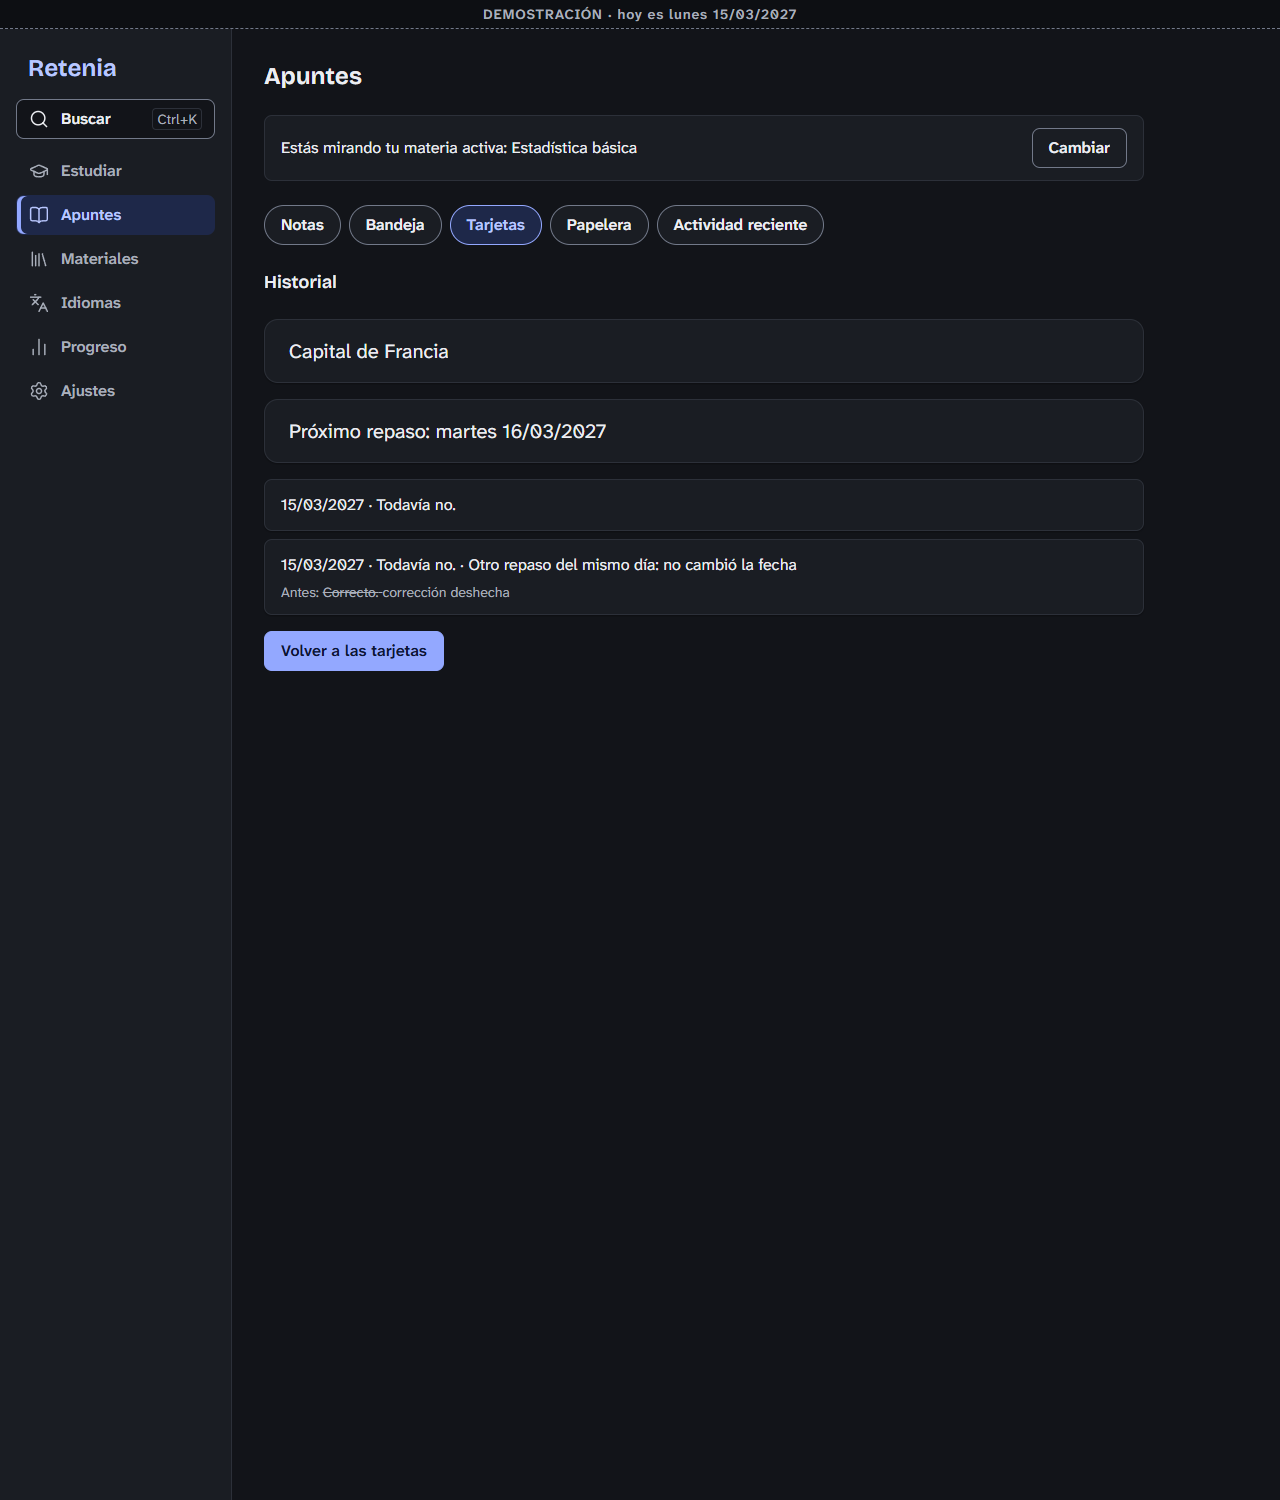 DEMOSTRACIÓN · hoy es lunes 15/03/2027
Retenia
Buscar Ctrl+K
Estudiar
Apuntes
Materiales
Idiomas
Progreso
Ajustes
Apuntes
Estás mirando tu materia activa: Estadística básica
Cambiar
Notas Bandeja Tarjetas Papelera Actividad reciente
Historial
Capital de Francia
Próximo repaso: martes 16/03/2027
15/03/2027 · Todavía no.
15/03/2027 · Todavía no. · Otro repaso del mismo día: no cambió la fecha
Antes: Correcto. corrección deshecha
Volver a las tarjetas